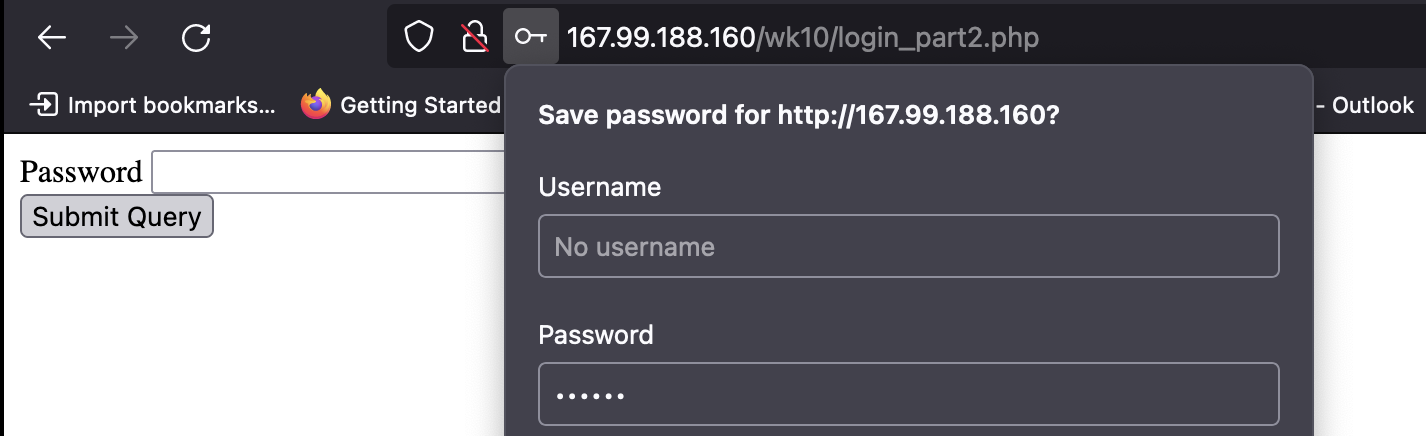 167.99.188.160/wk10/login_part2.php
Import bookmarks... Getting Started - Outlook
Save password for http://167.99.188.160?
Password
Submit Query
Username
No username
Password
••••••